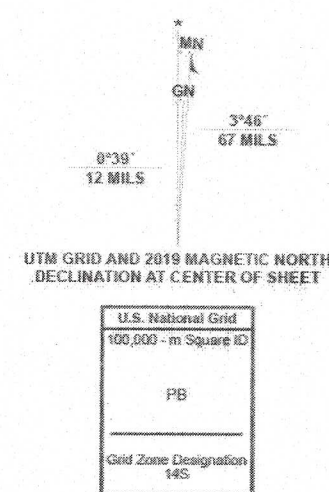 ★
MN
GN
3°46´
67 MILS
0°39´
12 MILS
UTM GRID AND 2019 MAGNETIC NORTH
DECLINATION AT CENTER OF SHEET
U.S. National Grid
100,000 - m Square ID
PB
Grid Zone Designation
14S